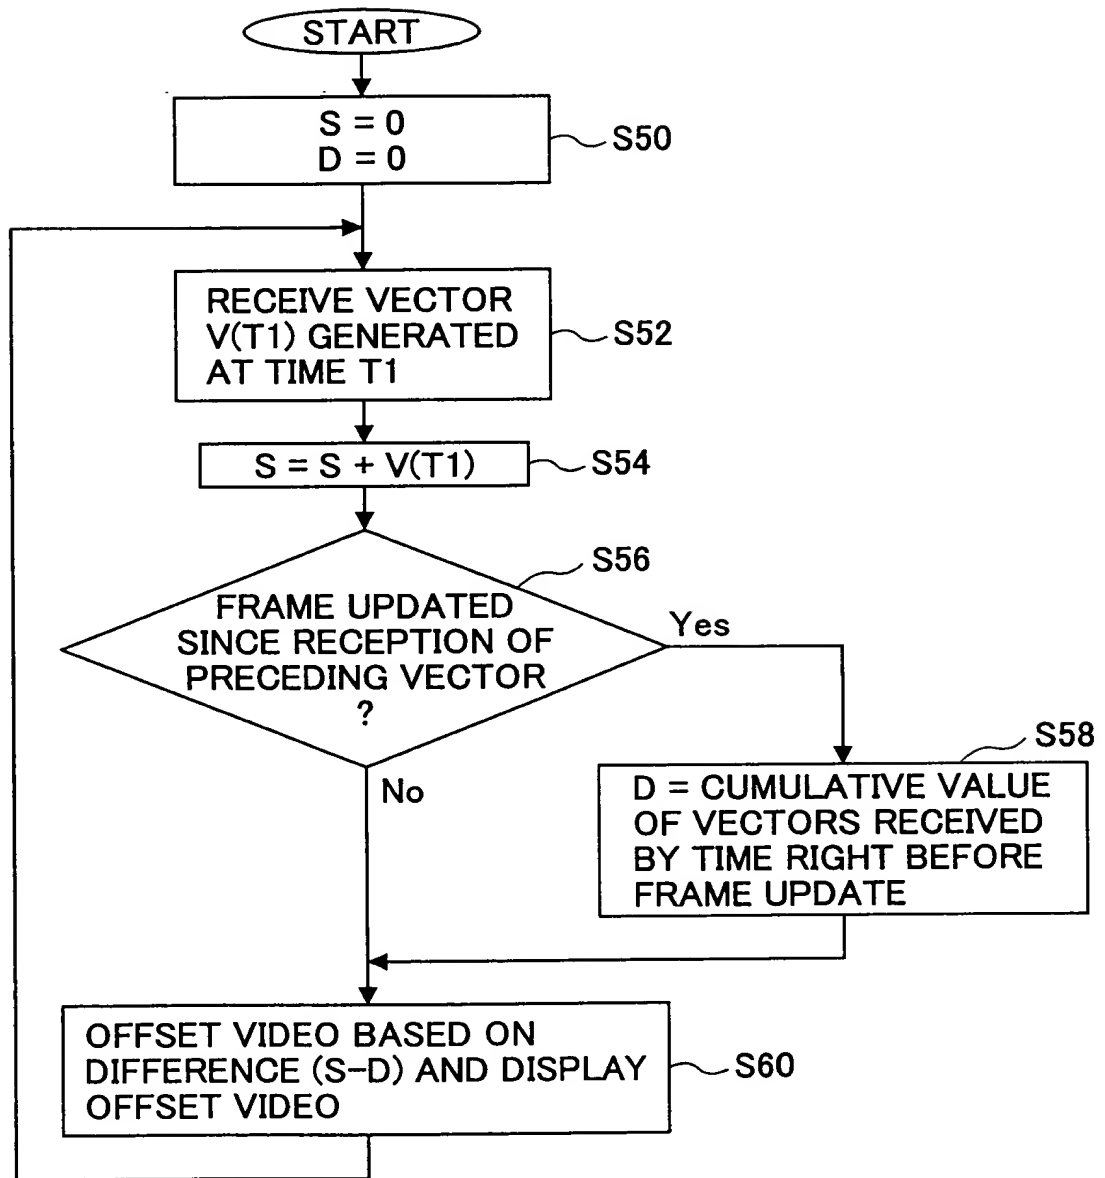 START
S = 0
D = 0
S50
RECEIVE VECTOR
V(T1) GENERATED
AT TIME T1
S52
S = S + V(T1)
S54
S56
FRAME UPDATED
SINCE RECEPTION OF
PRECEDING VECTOR
?
Yes
No
S58
D = CUMULATIVE VALUE
OF VECTORS RECEIVED
BY TIME RIGHT BEFORE
FRAME UPDATE
OFFSET VIDEO BASED ON
DIFFERENCE (S-D) AND DISPLAY
OFFSET VIDEO
S60